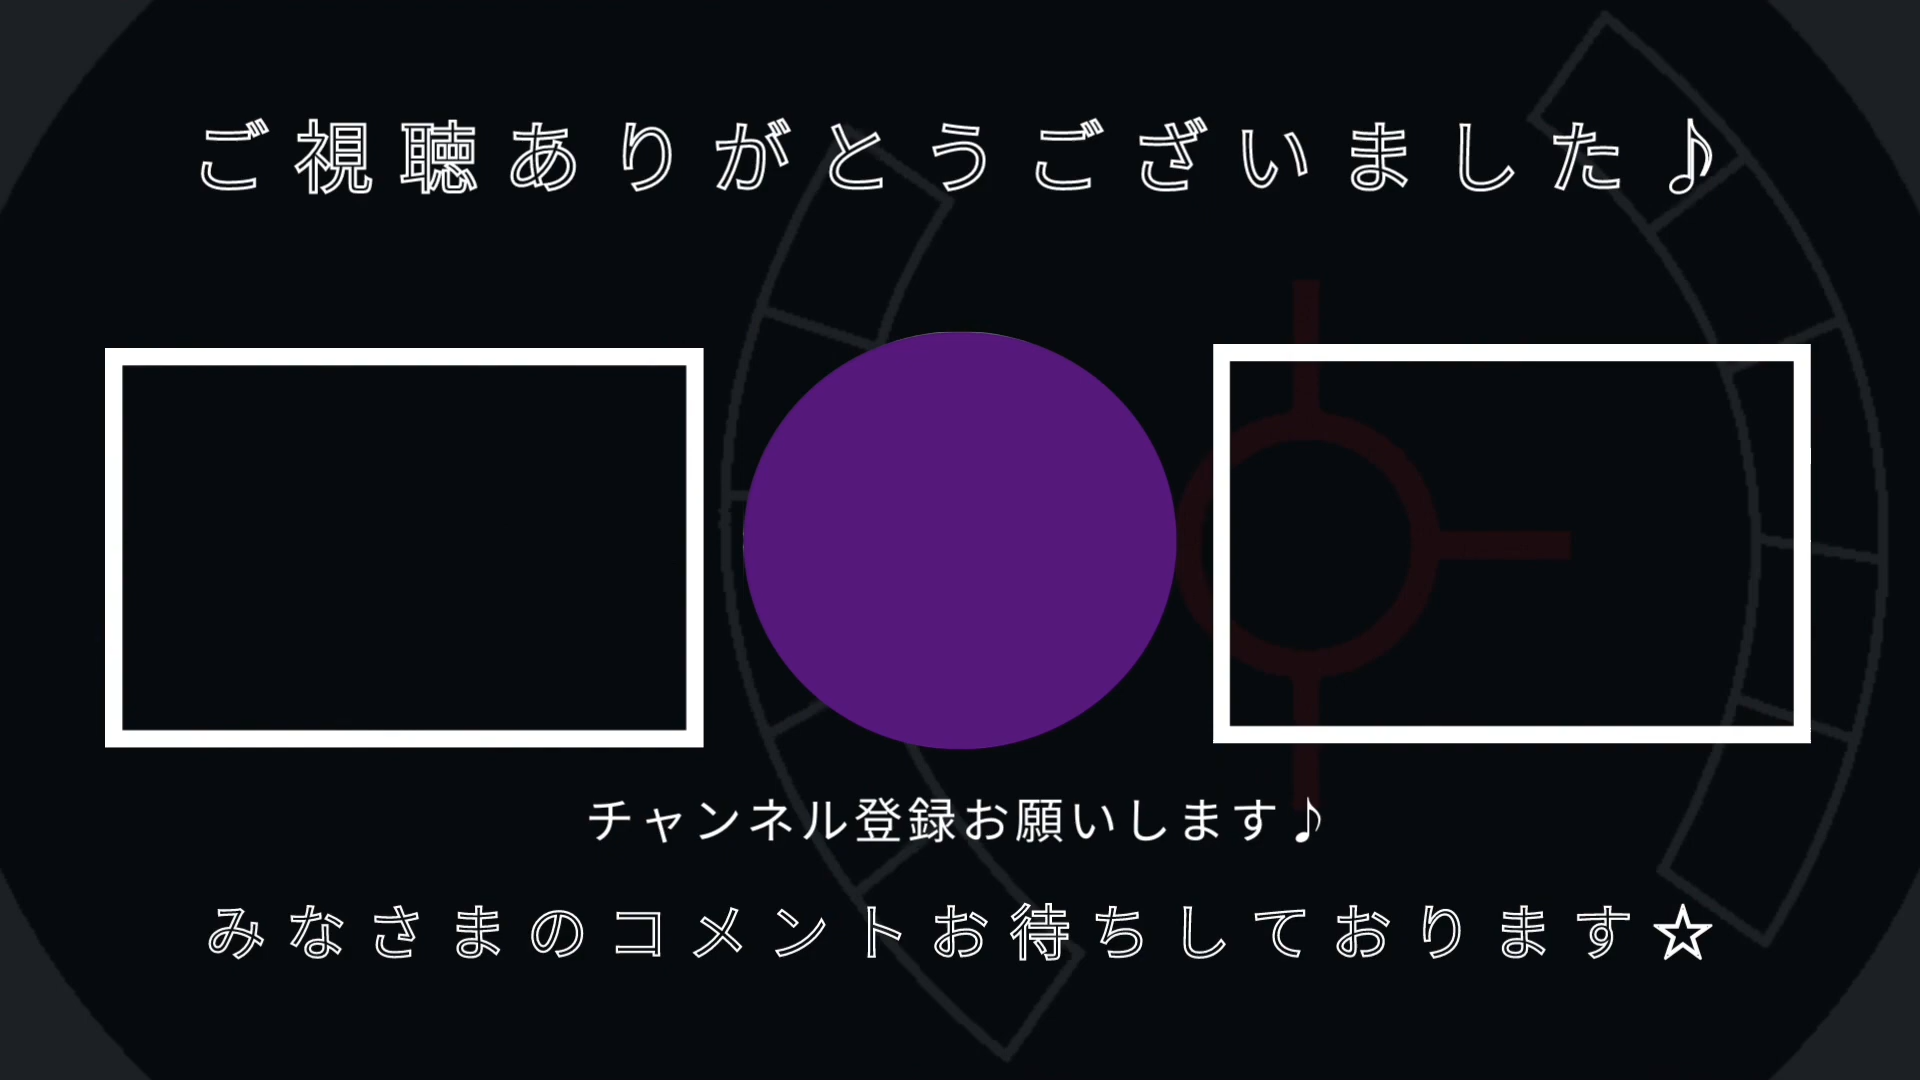 ご視聴ありがとうございました♪
チャンネル登録お願いします♪
みなさまのコメントお待ちしております☆